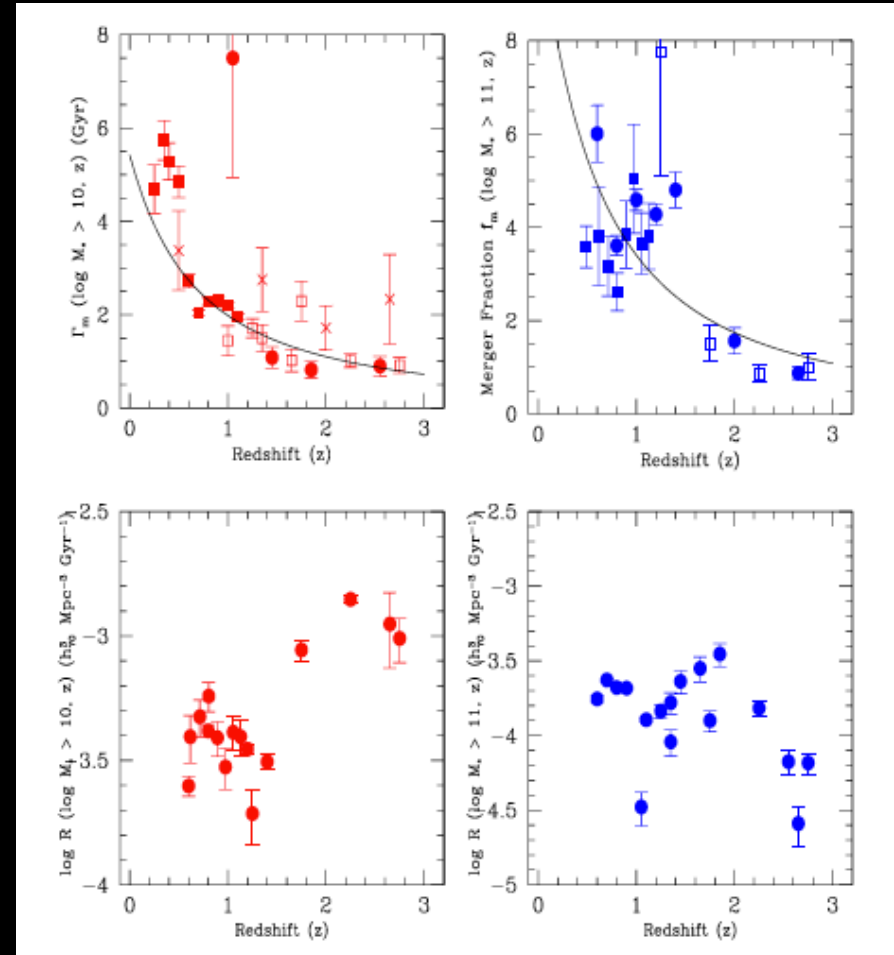 8
6
4
2
0
Γₘ (log M* > 10, z) (Gyr)
0 1 2 3
Redshift (z)
8
6
4
2
0
Merger Fraction fₘ (log M* > 11, z)
0 1 2 3
Redshift (z)
-2.5
-3
-3.5
-4
log R (log M* > 10, z) (h³₇₀ Mpc⁻³ Gyr⁻¹)
0 1 2 3
Redshift (z)
2.5
-3
-3.5
-4
-4.5
-5
log R (log M* > 11, z) (h³₇₀ Mpc⁻³ Gyr⁻¹)
0 1 2 3
Redshift (z)